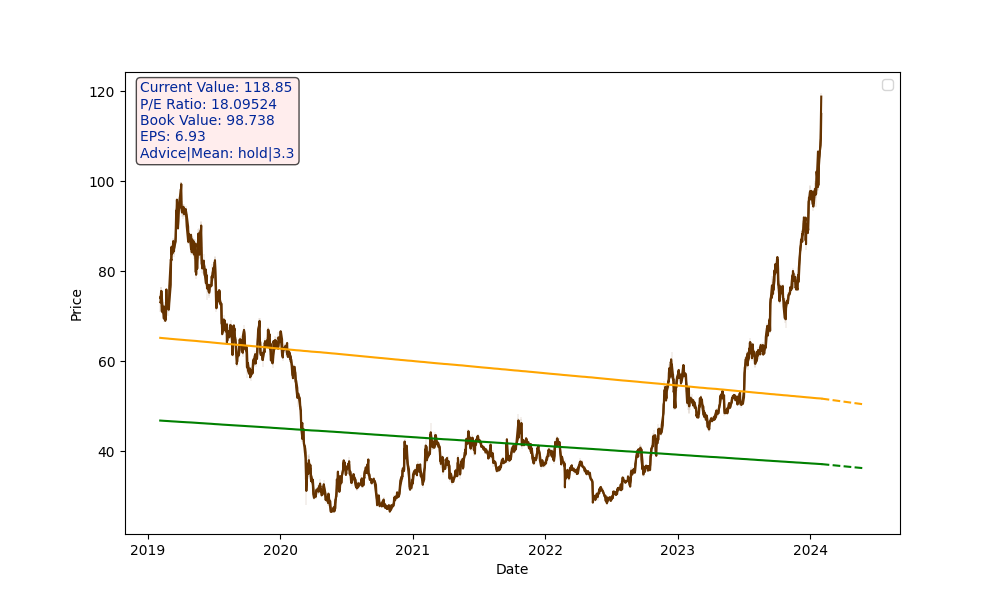 Current Value: 118.85
P/E Ratio: 18.09524
Book Value: 98.738
EPS: 6.93
Advice|Mean: hold|3.3
120
100
80
60
40
Price
2019 2020 2021 2022 2023 2024
Date